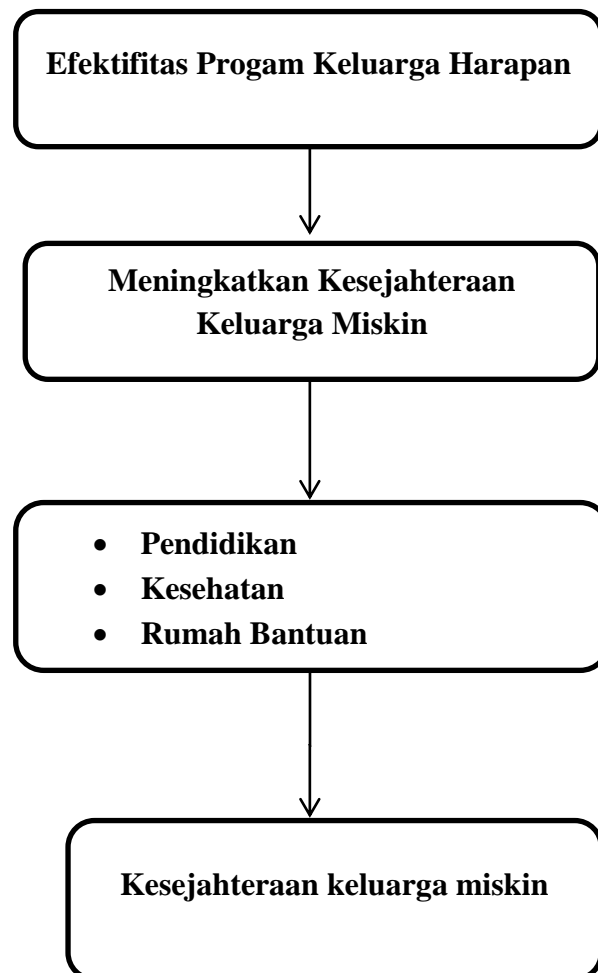 Efektifitas Progam Keluarga Harapan
Meningkatkan Kesejahteraan
Keluarga Miskin
• Pendidikan
• Kesehatan
• Rumah Bantuan
Kesejahteraan keluarga miskin